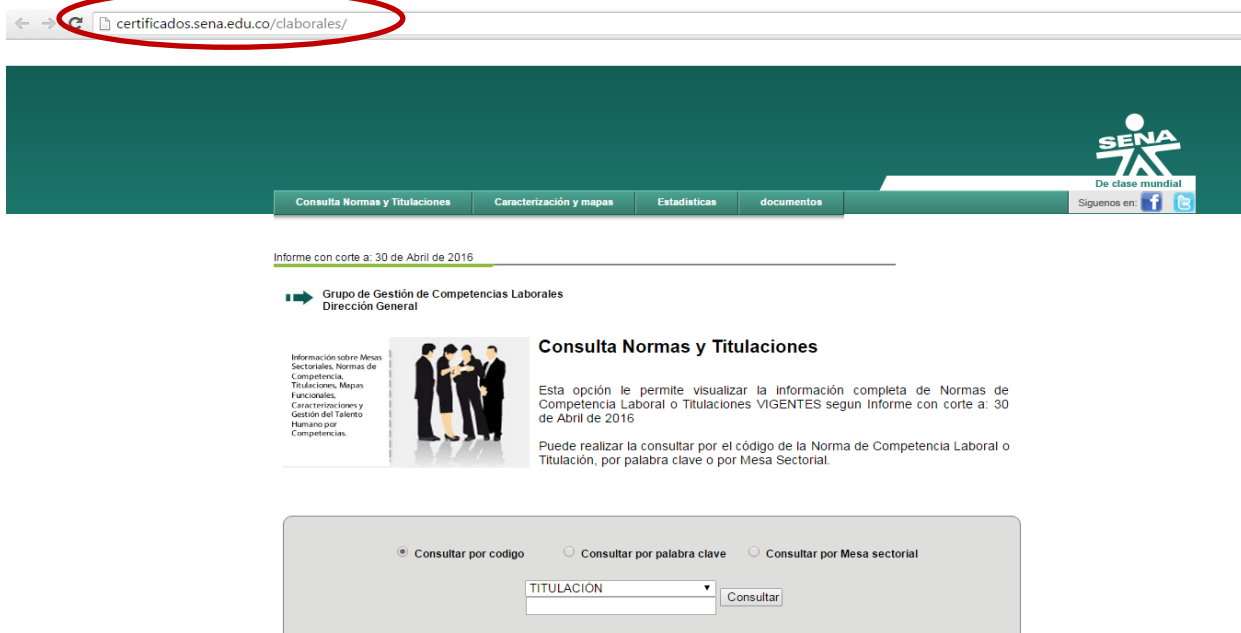 certificados.sena.edu.co/claborales/
SENA
De clase mundial
Consulta Normas y Titulaciones Caracterización y mapas Estadisticas documentos
Siguenos en:
Informe con corte a: 30 de Abril de 2016
Grupo de Gestión de Competencias Laborales
Dirección General
Información sobre Mesas
Sectoriales, Normas de
Competencia,
Titulaciones, Mapas
Funcionales,
Caracterizaciones y
Gestión del Talento
Humano por
Competencias.
Consulta Normas y Titulaciones
Esta opción le permite visualizar la información completa de Normas de
Competencia Laboral o Titulaciones VIGENTES segun Informe con corte a: 30
de Abril de 2016
Puede realizar la consultar por el código de la Norma de Competencia Laboral o
Titulación, por palabra clave o por Mesa Sectorial.
Consultar por codigo Consultar por palabra clave Consultar por Mesa sectorial
TITULACIÓN
Consultar